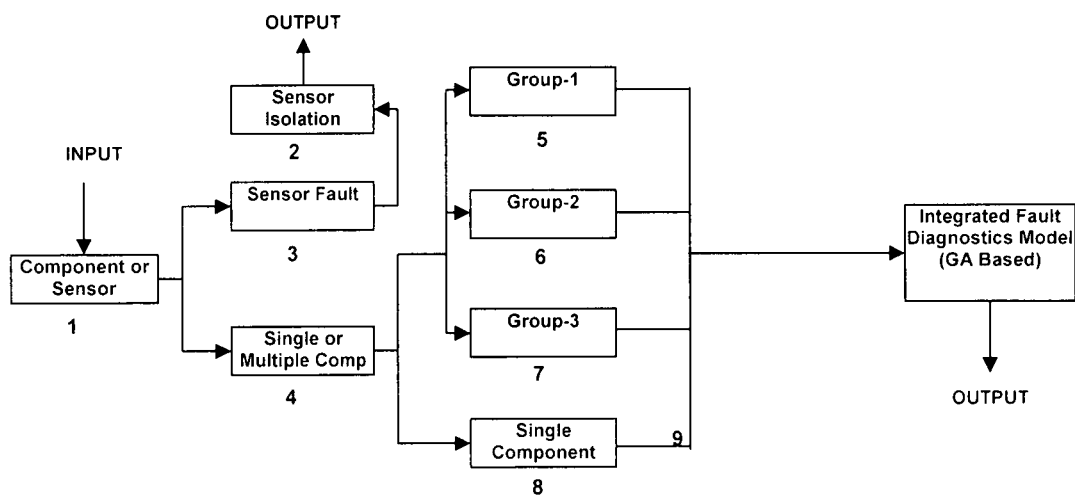 OUTPUT
Sensor
Isolation
2
INPUT
Sensor Fault
3
Component or
Sensor
1
Single or
Multiple Comp
4
Group-1
5
Group-2
6
Group-3
7
Single
Component
8
9
Integrated Fault
Diagnostics Model
(GA Based)
OUTPUT